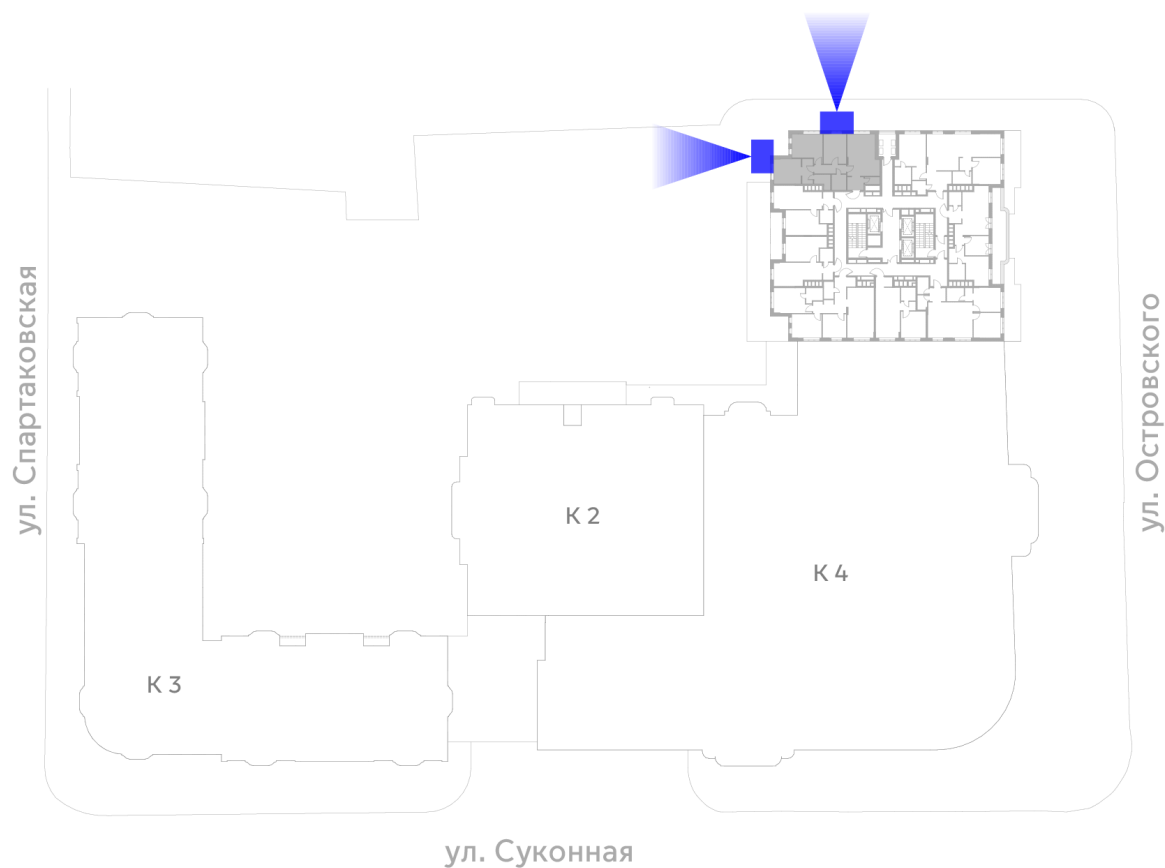 ул. Спартаковская
ул. Островского
К 2
К 4
К 3
ул. Суконная